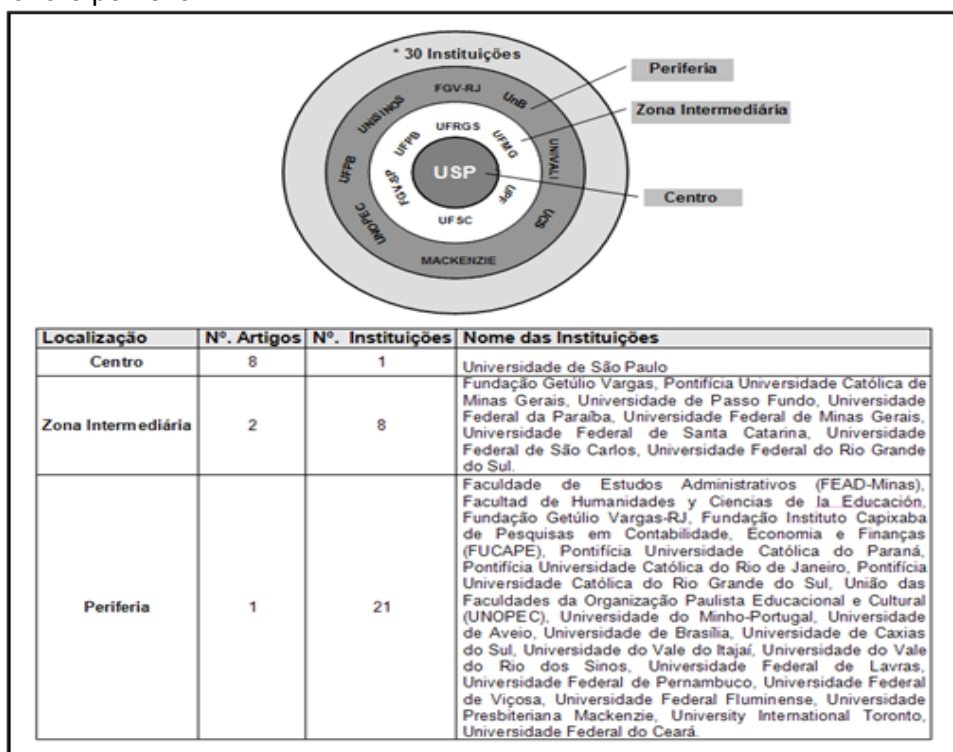 * 30 Instituições
FGV-RJ
UnB
UNIVALI
UCS
MACKENZIE
UNOPEC
UFPB
UNISINOS
UFRGS
UFMG
UPF
UFSC
FGV-SP
UFPB
USP
Periferia
Zona Intermediária
Centro
Localização Nº. Artigos Nº. Instituições Nome das Instituições
Centro 8 1 Universidade de São Paulo
Zona Intermediária 2 8
Fundação Getúlio Vargas, Pontifícia Universidade Católica de
Minas Gerais, Universidade de Passo Fundo, Universidade
Federal da Paraíba, Universidade Federal de Minas Gerais,
Universidade Federal de Santa Catarina, Universidade
Federal de São Carlos, Universidade Federal do Rio Grande
do Sul.
Periferia 1 21
Faculdade de Estudos Administrativos (FEAD-Minas),
Facultad de Humanidades y Ciencias de la Educación,
Fundação Getúlio Vargas-RJ, Fundação Instituto Capixaba
de Pesquisas em Contabilidade, Economia e Finanças
(FUCAPE), Pontifícia Universidade Católica do Paraná,
Pontifícia Universidade Católica do Rio de Janeiro, Pontifícia
Universidade Católica do Rio Grande do Sul, União das
Faculdades da Organização Paulista Educacional e Cultural
(UNOPEC), Universidade do Minho-Portugal, Universidade
de Aveio, Universidade de Brasília, Universidade de Caxias
do Sul, Universidade do Vale do Itajaí, Universidade do Vale
do Rio dos Sinos, Universidade Federal de Lavras,
Universidade Federal de Pernambuco, Universidade Federal
de Viçosa, Universidade Federal Fluminense, Universidade
Presbiteriana Mackenzie, University International Toronto,
Universidade Federal do Ceará.